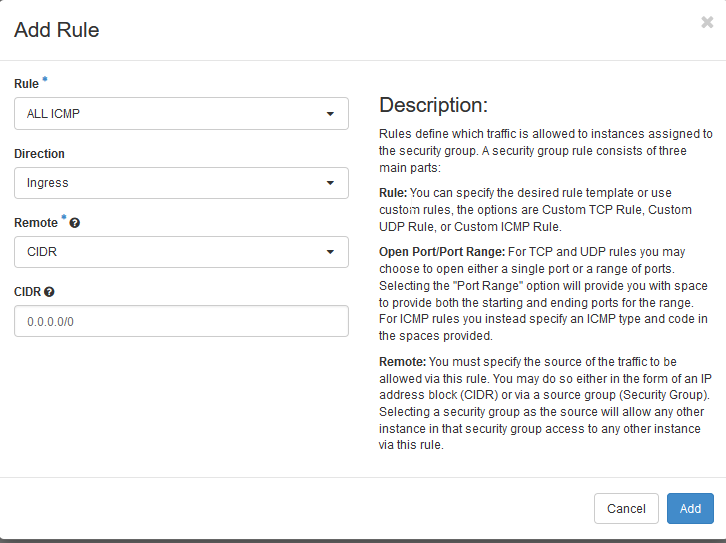 Add Rule
×
Rule *
ALL ICMP
Direction
Ingress
Remote * ?
CIDR
CIDR ?
0.0.0.0/0
Description:
Rules define which traffic is allowed to instances assigned to
the security group. A security group rule consists of three
main parts:
Rule: You can specify the desired rule template or use
custom rules, the options are Custom TCP Rule, Custom
UDP Rule, or Custom ICMP Rule.
Open Port/Port Range: For TCP and UDP rules you may
choose to open either a single port or a range of ports.
Selecting the "Port Range" option will provide you with space
to provide both the starting and ending ports for the range.
For ICMP rules you instead specify an ICMP type and code in
the spaces provided.
Remote: You must specify the source of the traffic to be
allowed via this rule. You may do so either in the form of an IP
address block (CIDR) or via a source group (Security Group).
Selecting a security group as the source will allow any other
instance in that security group access to any other instance
via this rule.
Cancel
Add